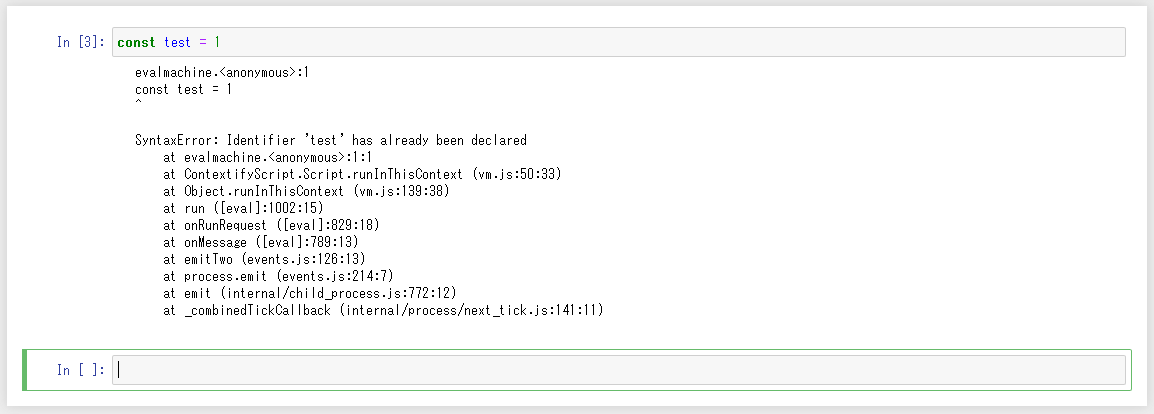 In [3]: const test = 1
evalmachine.<anonymous>:1
const test = 1
^
SyntaxError: Identifier 'test' has already been declared
    at evalmachine.<anonymous>:1:1
    at ContextifyScript.Script.runInThisContext (vm.js:50:33)
    at Object.runInThisContext (vm.js:139:38)
    at run ([eval]:1002:15)
    at onRunRequest ([eval]:829:18)
    at onMessage ([eval]:789:13)
    at emitTwo (events.js:126:13)
    at process.emit (events.js:214:7)
    at emit (internal/child_process.js:772:12)
    at _combinedTickCallback (internal/process/next_tick.js:141:11)
In [ ]: